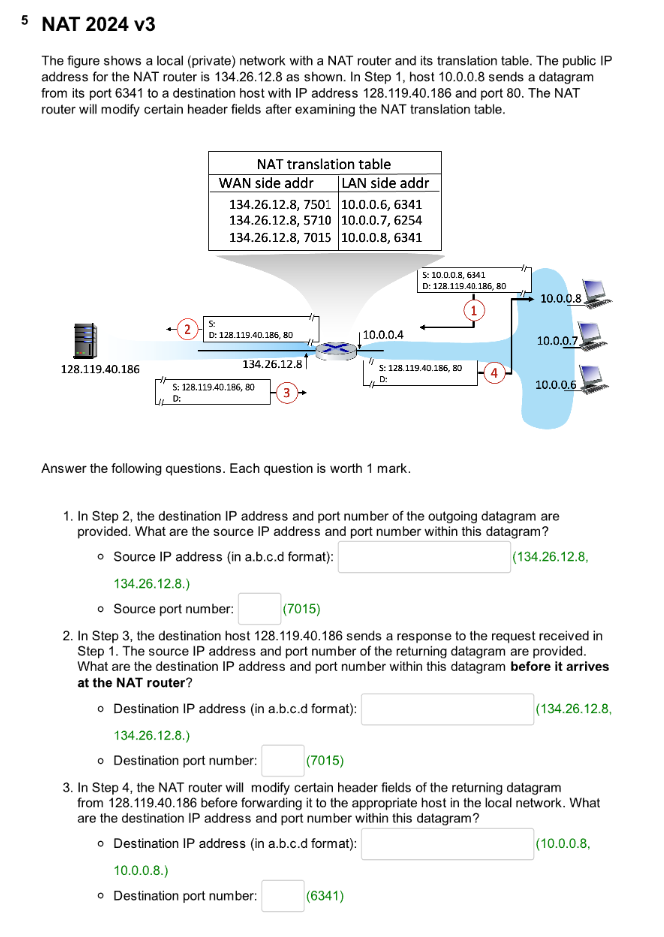 5 NAT 2024 v3
The figure shows a local (private) network with a NAT router and its translation table. The public IP
address for the NAT router is 134.26.12.8 as shown. In Step 1, host 10.0.0.8 sends a datagram
from its port 6341 to a destination host with IP address 128.119.40.186 and port 80. The NAT
router will modify certain header fields after examining the NAT translation table.
NAT translation table
WAN side addr LAN side addr
134.26.12.8, 7501 10.0.0.6, 6341
134.26.12.8, 5710 10.0.0.7, 6254
134.26.12.8, 7015 10.0.0.8, 6341
S: 10.0.0.8, 6341
D: 128.119.40.186, 80
1
10.0.0.8
2
S:
D: 128.119.40.186, 80
10.0.0.4
10.0.0.7
128.119.40.186
134.26.12.8
S: 128.119.40.186, 80
D:
4
10.0.0.6
S: 128.119.40.186, 80
D:
3
Answer the following questions. Each question is worth 1 mark.
1. In Step 2, the destination IP address and port number of the outgoing datagram are
provided. What are the source IP address and port number within this datagram?
o Source IP address (in a.b.c.d format): (134.26.12.8,
134.26.12.8.)
o Source port number: (7015)
2. In Step 3, the destination host 128.119.40.186 sends a response to the request received in
Step 1. The source IP address and port number of the returning datagram are provided.
What are the destination IP address and port number within this datagram before it arrives
at the NAT router?
o Destination IP address (in a.b.c.d format): (134.26.12.8,
134.26.12.8.)
o Destination port number: (7015)
3. In Step 4, the NAT router will modify certain header fields of the returning datagram
from 128.119.40.186 before forwarding it to the appropriate host in the local network. What
are the destination IP address and port number within this datagram?
o Destination IP address (in a.b.c.d format): (10.0.0.8,
10.0.0.8.)
o Destination port number: (6341)